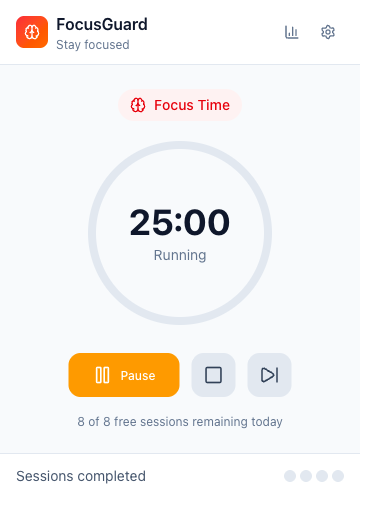 FocusGuard
Stay focused
Focus Time
25:00
Running
Pause
8 of 8 free sessions remaining today
Sessions completed